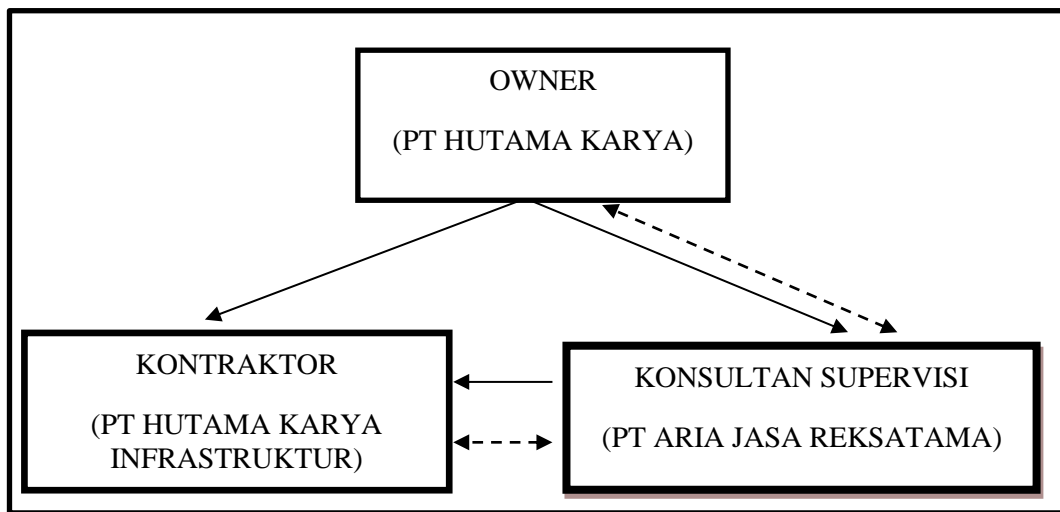 OWNER
(PT HUTAMA KARYA)
KONTRAKTOR
(PT HUTAMA KARYA
INFRASTRUKTUR)
KONSULTAN SUPERVISI
(PT ARIA JASA REKSATAMA)